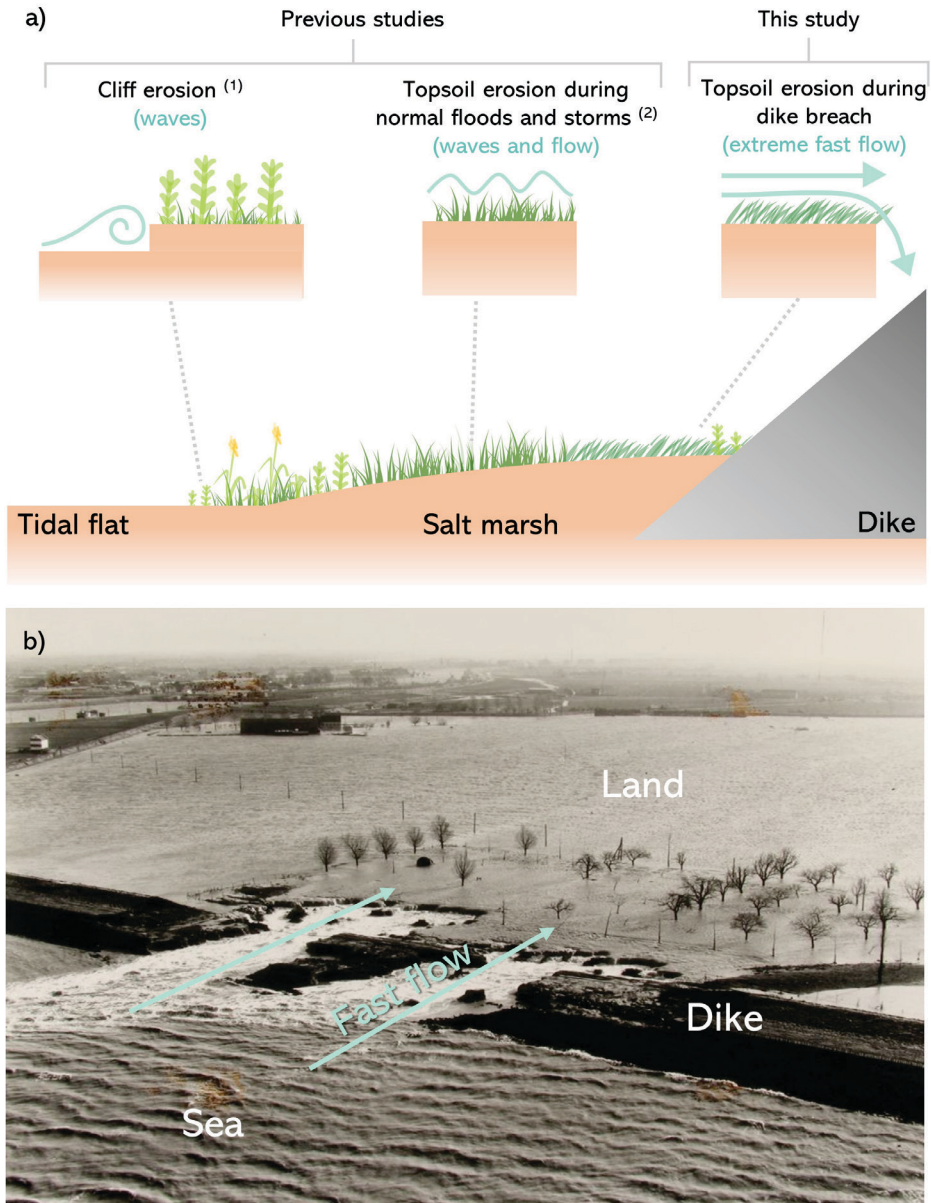 a)
Previous studies
This study
Cliff erosion (1)
(waves)
Topsoil erosion during
normal floods and storms (2)
(waves and flow)
Topsoil erosion during
dike breach
(extreme fast flow)
Tidal flat
Salt marsh
Dike
b)
Land
Fast flow
Dike
Sea